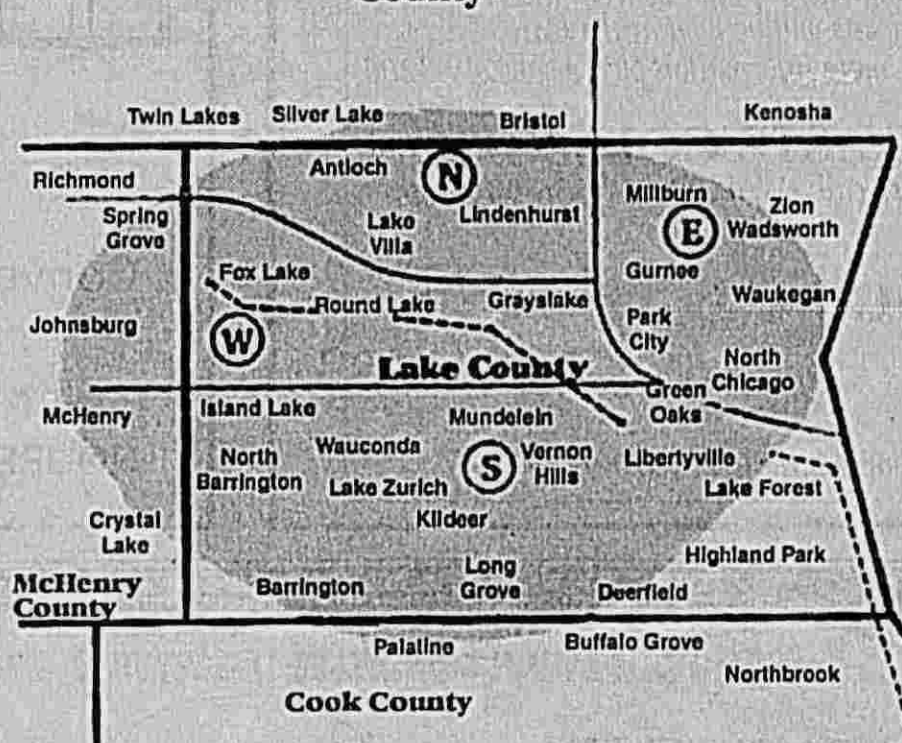 County
Twin Lakes
Silver Lake
Bristol
Kenosha
Antioch
N
Richmond
Millburn
Zion
Spring
Grove
Lake
Villa
Lindenhurst
E
Wadsworth
Fox Lake
Gurnee
Round Lake
Grayslake
Waukegan
Johnsburg
W
Park
City
Lake County
North
Chicago
McHenry
Island Lake
Mundelein
Green
Oaks
North
Barrington
Wauconda
Lake Zurich
S
Vernon
Hills
Libertyville
Lake Forest
Kildeer
Crystal
Lake
Highland Park
McHenry
County
Barrington
Long
Grove
Deerfield
Palatine
Buffalo Grove
Northbrook
Cook County